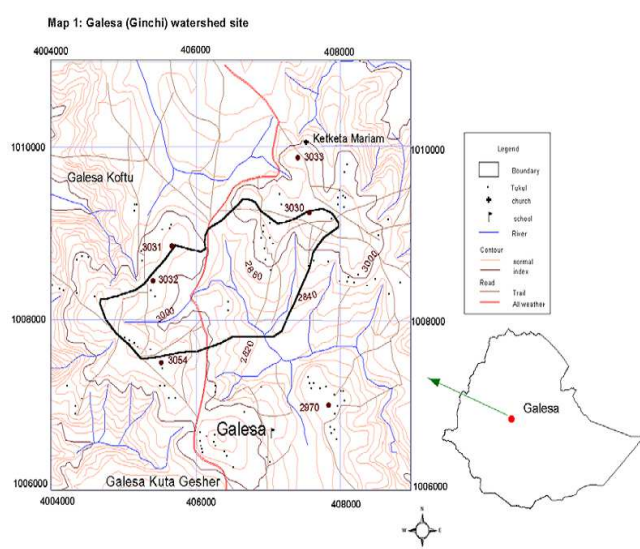 Map 1: Galesa (Ginchi) watershed site
4004000
406000
408000
Ketketa Mariam
1010000
1010000
3033
Galesa Koftu
3030
3031
2880
3000
3032
2840
3000
1008000
1008000
2820
3054
2970
Galesa
1006000
Galesa Kuta Gesher
1006000
4004000
406000
408000
Legend
Boundary
Tukul
church
school
River
Contour
normal
index
Road
Trail
All weather
Galesa
N
W
E
S